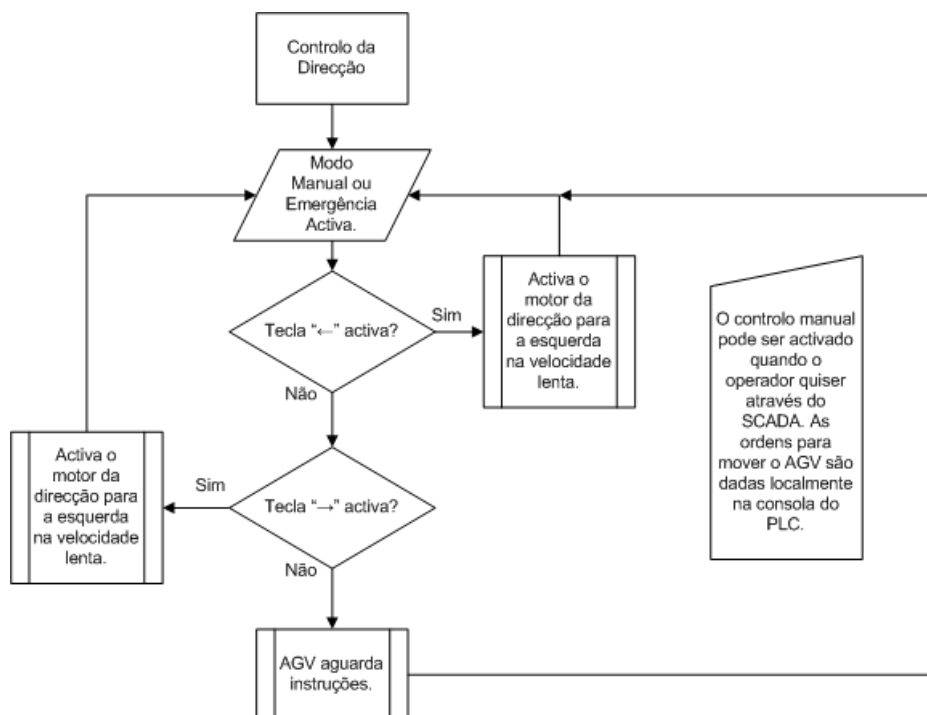 Controlo da
Direcção
Modo
Manual ou
Emergência
Activa.
Tecla “←” activa?
Sim
Activa o
motor da
direcção para
a esquerda
na velocidade
lenta.
Não
Tecla “→” activa?
Sim
Activa o
motor da
direcção para
a esquerda
na velocidade
lenta.
Não
AGV aguarda
instruções.
O controlo manual
pode ser activado
quando o
operador quiser
através do
SCADA. As
ordens para
mover o AGV são
dadas localmente
na consola do
PLC.